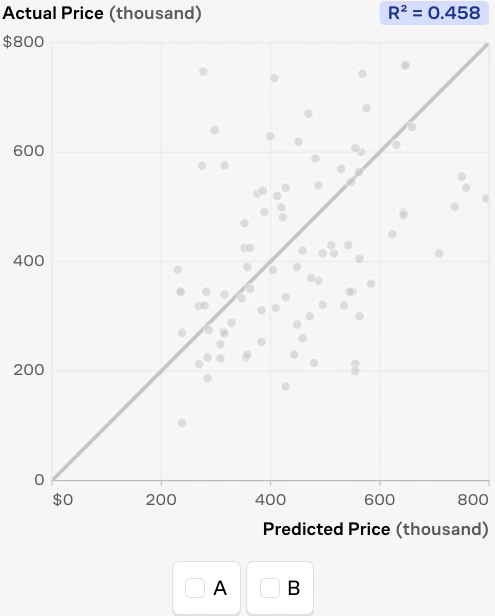 Actual Price (thousand)
R² = 0.458
$800
600
400
200
0
$0 200 400 600 800
Predicted Price (thousand)
A B